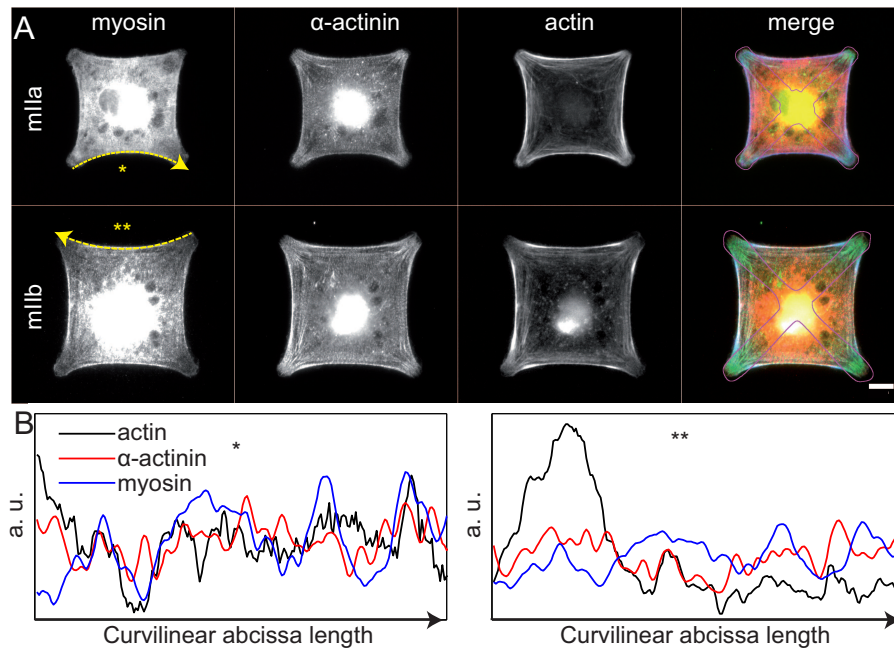 A
myosin
α-actinin
actin
merge
mIIa
*
mIIb
**
B
actin
α-actinin
myosin
*
**
a. u.
a. u.
Curvilinear abcissa length
Curvilinear abcissa length